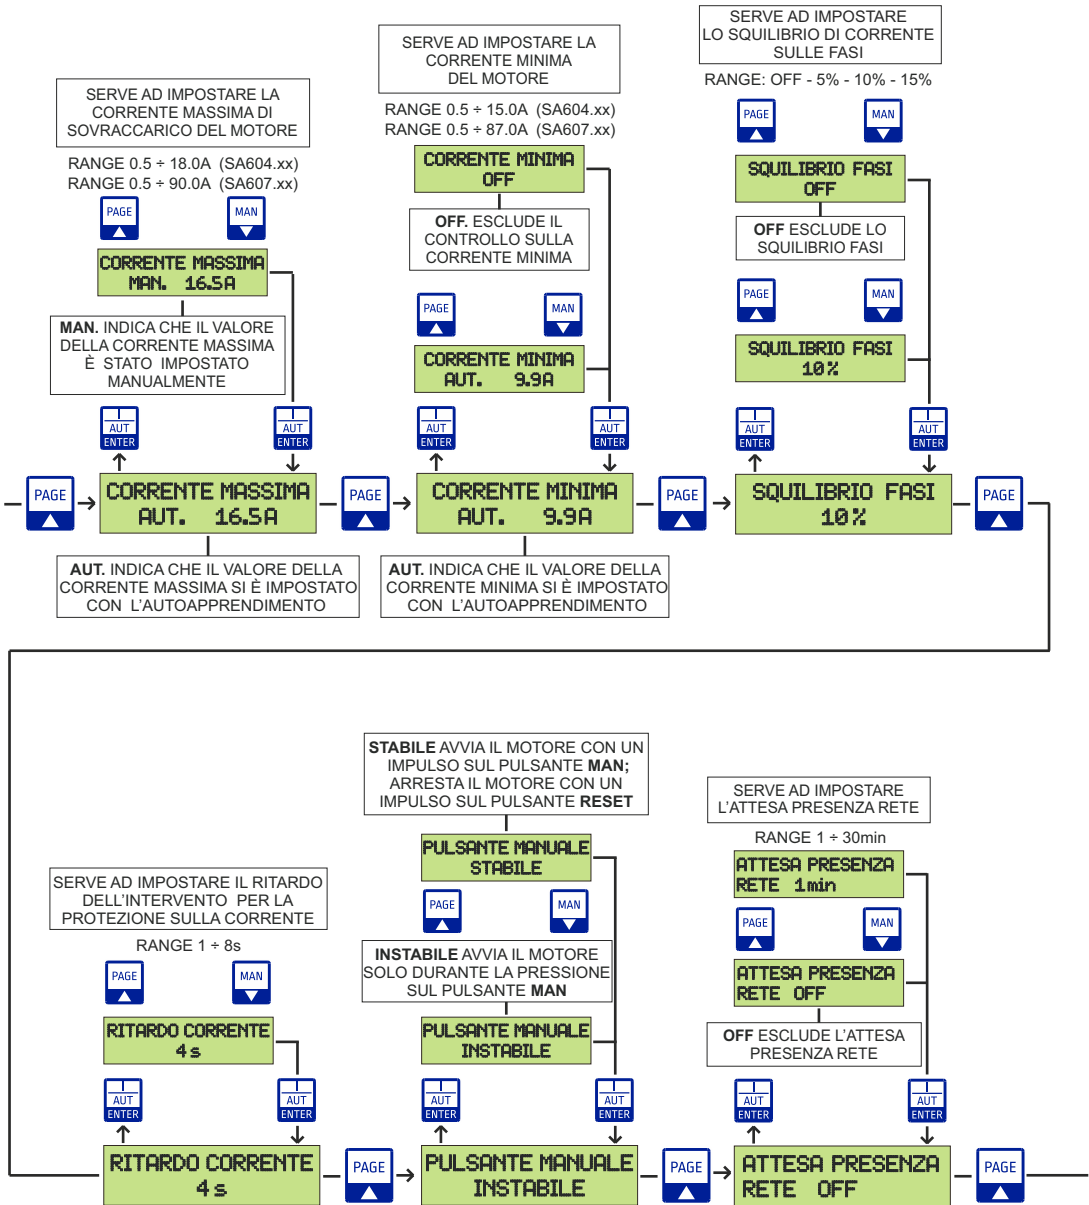 SERVE AD IMPOSTARE LA
CORRENTE MASSIMA DI
SOVRACCARICO DEL MOTORE
RANGE 0.5 ÷ 18.0A (SA604.xx)
RANGE 0.5 ÷ 90.0A (SA607.xx)
PAGE
MAN
CORRENTE MASSIMA
MAN. 16.5A
MAN. INDICA CHE IL VALORE
DELLA CORRENTE MASSIMA
È STATO IMPOSTATO
MANUALMENTE
AUT
ENTER
AUT
ENTER
PAGE
CORRENTE MASSIMA
AUT. 16.5A
AUT. INDICA CHE IL VALORE DELLA
CORRENTE MASSIMA SI È IMPOSTATO
CON L'AUTOAPPRENDIMENTO
SERVE AD IMPOSTARE LA
CORRENTE MINIMA
DEL MOTORE
RANGE 0.5 ÷ 15.0A (SA604.xx)
RANGE 0.5 ÷ 87.0A (SA607.xx)
CORRENTE MINIMA
OFF
OFF. ESCLUDE IL
CONTROLLO SULLA
CORRENTE MINIMA
PAGE
MAN
CORRENTE MINIMA
AUT. 9.9A
AUT
ENTER
AUT
ENTER
PAGE
CORRENTE MINIMA
AUT. 9.9A
AUT. INDICA CHE IL VALORE DELLA
CORRENTE MINIMA SI È IMPOSTATO
CON L'AUTOAPPRENDIMENTO
SERVE AD IMPOSTARE
LO SQUILIBRIO DI CORRENTE
SULLE FASI
RANGE: OFF - 5% - 10% - 15%
PAGE
MAN
SQUILIBRIO FASI
OFF
OFF ESCLUDE LO
SQUILIBRIO FASI
PAGE
MAN
SQUILIBRIO FASI
10%
AUT
ENTER
AUT
ENTER
PAGE
SQUILIBRIO FASI
10%
PAGE
SERVE AD IMPOSTARE IL RITARDO
DELL'INTERVENTO PER LA
PROTEZIONE SULLA CORRENTE
RANGE 1 ÷ 8s
PAGE
MAN
RITARDO CORRENTE
4 s
AUT
ENTER
AUT
ENTER
RITARDO CORRENTE
4 s
PAGE
STABILE AVVIA IL MOTORE CON UN
IMPULSO SUL PULSANTE MAN;
ARRESTA IL MOTORE CON UN
IMPULSO SUL PULSANTE RESET
PULSANTE MANUALE
STABILE
PAGE
MAN
INSTABILE AVVIA IL MOTORE
SOLO DURANTE LA PRESSIONE
SUL PULSANTE MAN
PULSANTE MANUALE
INSTABILE
AUT
ENTER
AUT
ENTER
PULSANTE MANUALE
INSTABILE
PAGE
SERVE AD IMPOSTARE
L'ATTESA PRESENZA RETE
RANGE 1 ÷ 30min
ATTESA PRESENZA
RETE 1min
PAGE
MAN
ATTESA PRESENZA
RETE OFF
OFF ESCLUDE L'ATTESA
PRESENZA RETE
AUT
ENTER
AUT
ENTER
ATTESA PRESENZA
RETE OFF
PAGE